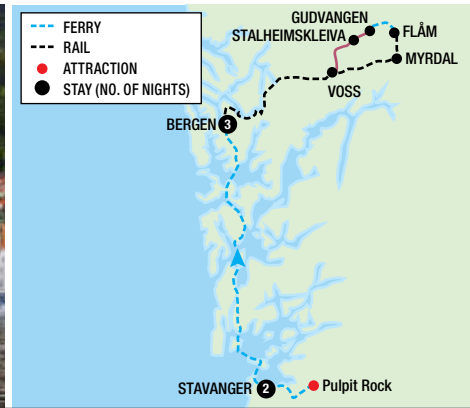 FERRY
RAIL
ATTRACTION
STAY (NO. OF NIGHTS)
GUDVANGEN
STALHEIMSKLEIVA
FLÅM
MYRDAL
VOSS
BERGEN 3
STAVANGER 2
Pulpit Rock